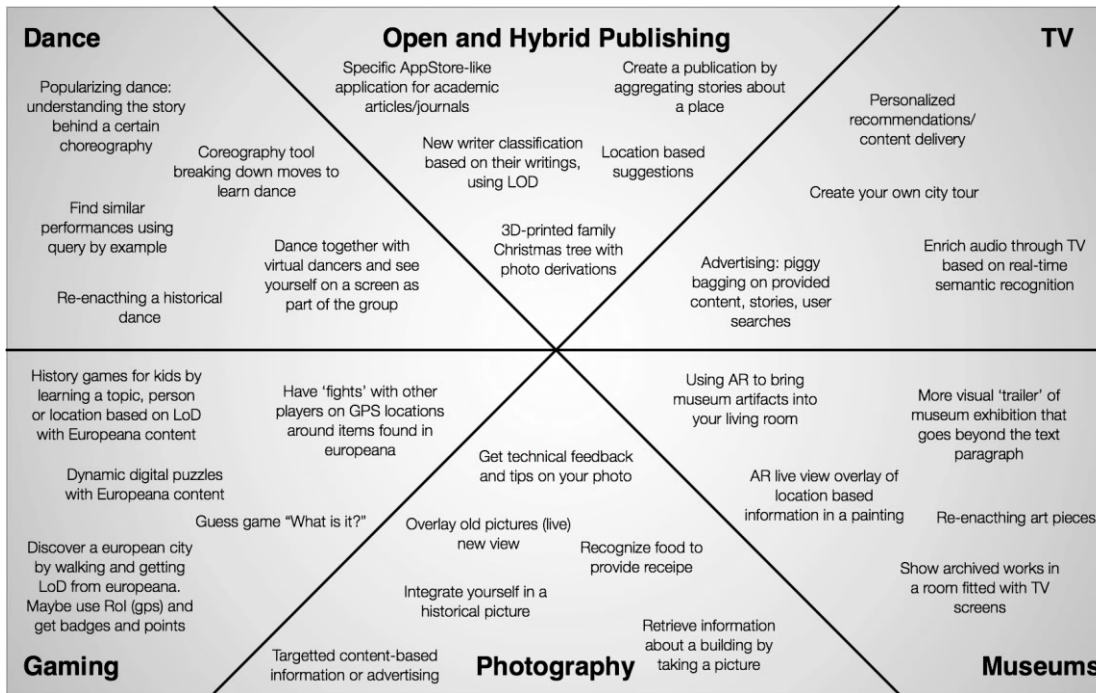 Dance
Popularizing dance:
understanding the story
behind a certain
choreography
Coreography tool
breaking down moves to
learn dance
Find similar
performances using
query by example
Dance together with
virtual dancers and see
yourself on a screen as
part of the group
Re-enacthing a historical
dance
Open and Hybrid Publishing
Specific AppStore-like
application for academic
articles/journals
Create a publication by
aggregating stories about
a place
New writer classification
based on their writings,
using LOD
Location based
suggestions
3D-printed family
Christmas tree with
photo derivations
TV
Personalized
recommendations/
content delivery
Create your own city tour
Enrich audio through TV
based on real-time
semantic recognition
Advertising: piggy
bagging on provided
content, stories, user
searches
History games for kids by
learning a topic, person
or location based on LoD
with Europeana content
Have ‘fights’ with other
players on GPS locations
around items found in
europeana
Dynamic digital puzzles
with Europeana content
Guess game “What is it?”
Discover a european city
by walking and getting
LoD from europeana.
Maybe use RoI (gps) and
get badges and points
Gaming
Get technical feedback
and tips on your photo
Overlay old pictures (live)
new view
Recognize food to
provide receipe
Integrate yourself in a
historical picture
Retrieve information
about a building by
taking a picture
Targetted content-based
information or advertising
Photography
Using AR to bring
museum artifacts into
your living room
More visual ‘trailer’ of
museum exhibition that
goes beyond the text
paragraph
AR live view overlay of
location based
information in a painting
Re-enacthing art pieces
Show archived works in
a room fitted with TV
screens
Museums